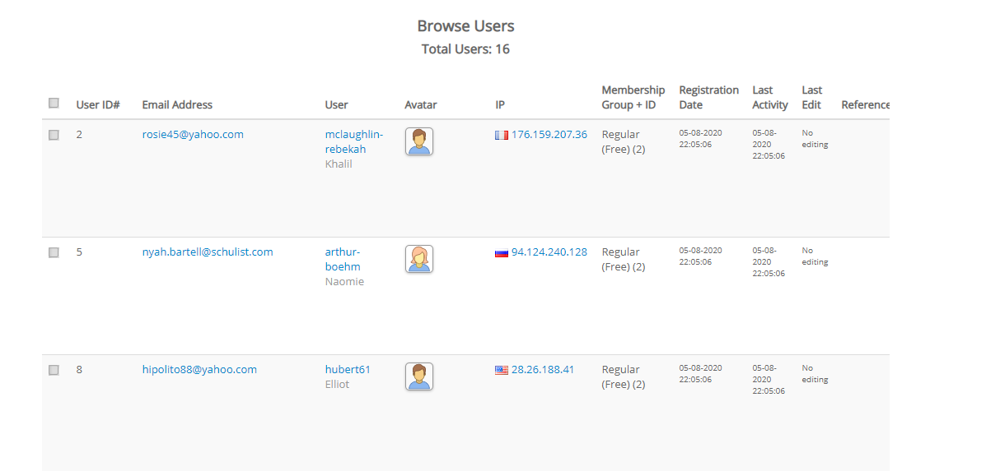 Browse Users
Total Users: 16
User ID# Email Address User Avatar IP Membership Group + ID Registration Date Last Activity Last Edit Reference
2 rosie45@yahoo.com mclaughlin-rebekah Khalil 176.159.207.36 Regular (Free) (2) 05-08-2020 22:05:06 05-08-2020 22:05:06 No editing
5 nyah.bartell@schulist.com arthur-boehm Naomie 94.124.240.128 Regular (Free) (2) 05-08-2020 22:05:06 05-08-2020 22:05:06 No editing
8 hipolito88@yahoo.com hubert61 Elliot 28.26.188.41 Regular (Free) (2) 05-08-2020 22:05:06 05-08-2020 22:05:06 No editing